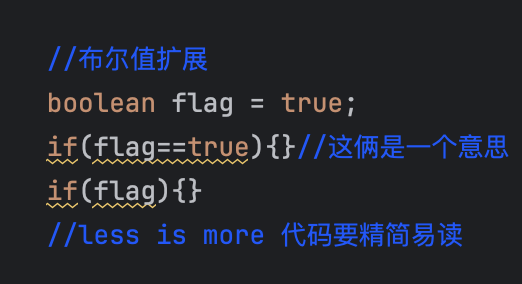 //布尔值扩展
boolean flag = true;
if(flag==true){}//这俩是一个意思
if(flag){}
//less is more 代码要精简易读